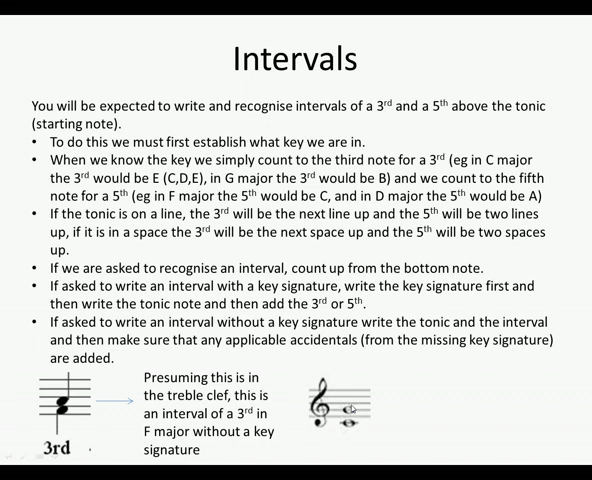 Intervals
You will be expected to write and recognise intervals of a 3rd and a 5th above the tonic
(starting note).
• To do this we must first establish what key we are in.
• When we know the key we simply count to the third note for a 3rd (eg in C major
the 3rd would be E (C,D,E), in G major the 3rd would be B) and we count to the fifth
note for a 5th (eg in F major the 5th would be C, and in D major the 5th would be A)
• If the tonic is on a line, the 3rd will be the next line up and the 5th will be two lines
up, if it is in a space the 3rd will be the next space up and the 5th will be two spaces
up.
• If we are asked to recognise an interval, count up from the bottom note.
• If asked to write an interval with a key signature, write the key signature first and
then write the tonic note and then add the 3rd or 5th.
• If asked to write an interval without a key signature write the tonic and the interval
and then make sure that any applicable accidentals (from the missing key signature)
are added.
Presuming this is in
the treble clef, this is
an interval of a 3rd in
F major without a key
signature
3rd